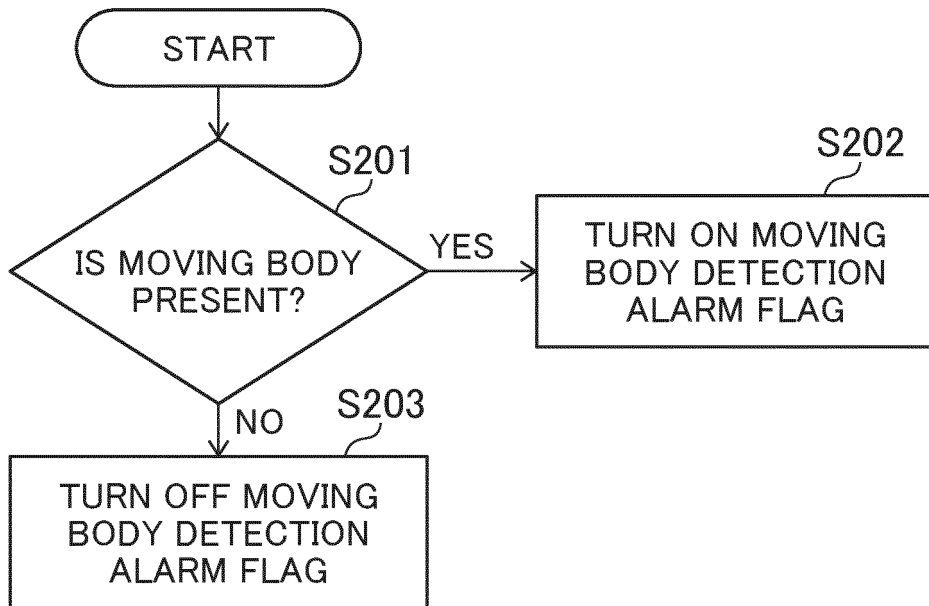 START
S201
IS MOVING BODY
PRESENT?
YES
S202
TURN ON MOVING
BODY DETECTION
ALARM FLAG
NO
S203
TURN OFF MOVING
BODY DETECTION
ALARM FLAG